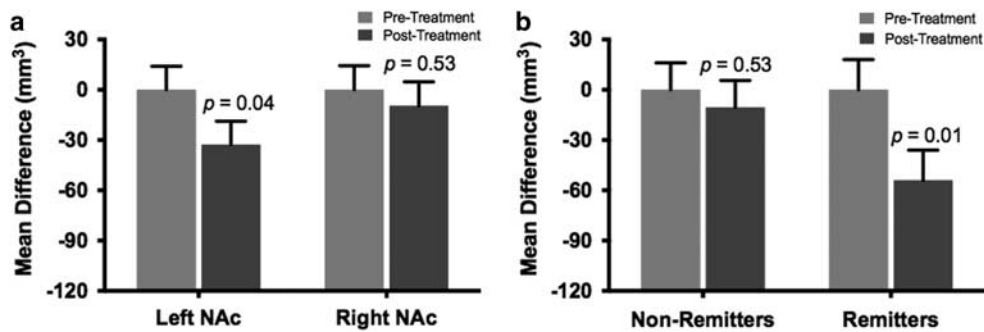 a
Pre-Treatment
Post-Treatment
Mean Difference (mm³)
30
0
-30
-60
-90
-120
p = 0.04
p = 0.53
Left NAc
Right NAc
b
Pre-Treatment
Post-Treatment
Mean Difference (mm³)
30
0
-30
-60
-90
-120
p = 0.53
p = 0.01
Non-Remitters
Remitters